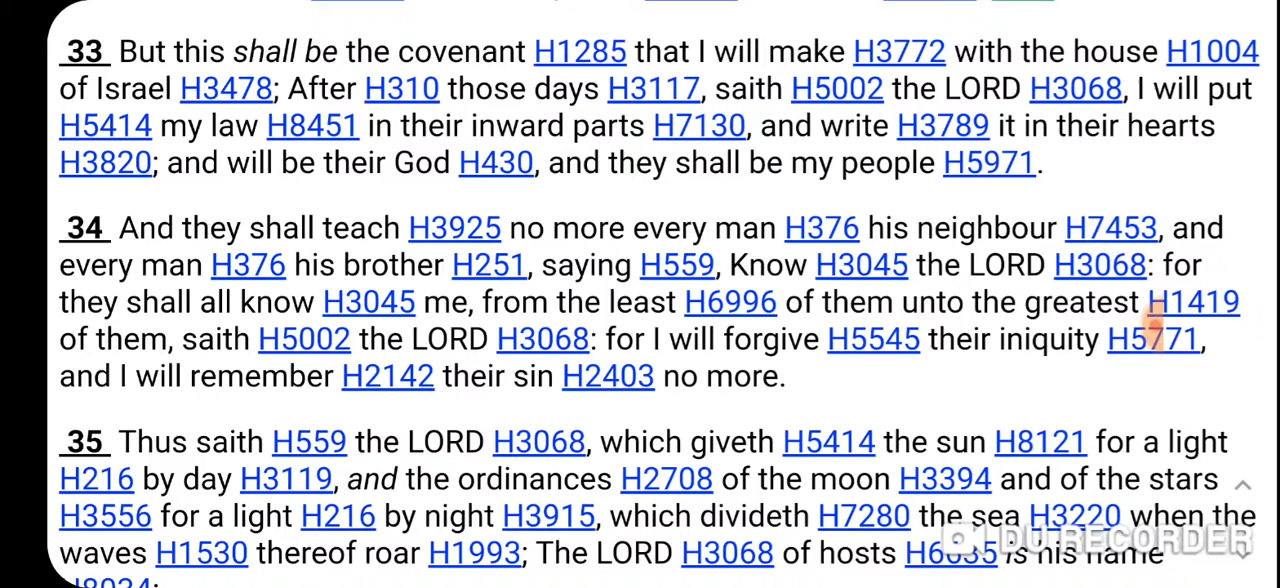 33 But this shall be the covenant H1285 that I will make H3772 with the house H1004
of Israel H3478; After H310 those days H3117, saith H5002 the LORD H3068, I will put
H5414 my law H8451 in their inward parts H7130, and write H3789 it in their hearts
H3820; and will be their God H430, and they shall be my people H5971.
34 And they shall teach H3925 no more every man H376 his neighbour H7453, and
every man H376 his brother H251, saying H559, Know H3045 the LORD H3068: for
they shall all know H3045 me, from the least H6996 of them unto the greatest H1419
of them, saith H5002 the LORD H3068: for I will forgive H5545 their iniquity H5771,
and I will remember H2142 their sin H2403 no more.
35 Thus saith H559 the LORD H3068, which giveth H5414 the sun H8121 for a light
H216 by day H3119, and the ordinances H2708 of the moon H3394 and of the stars
H3556 for a light H216 by night H3915, which divideth H7280 the sea H3220 when the
waves H1530 thereof roar H1993; The LORD H3068 of hosts H6635 is his name
DU RECORDER
H8034;